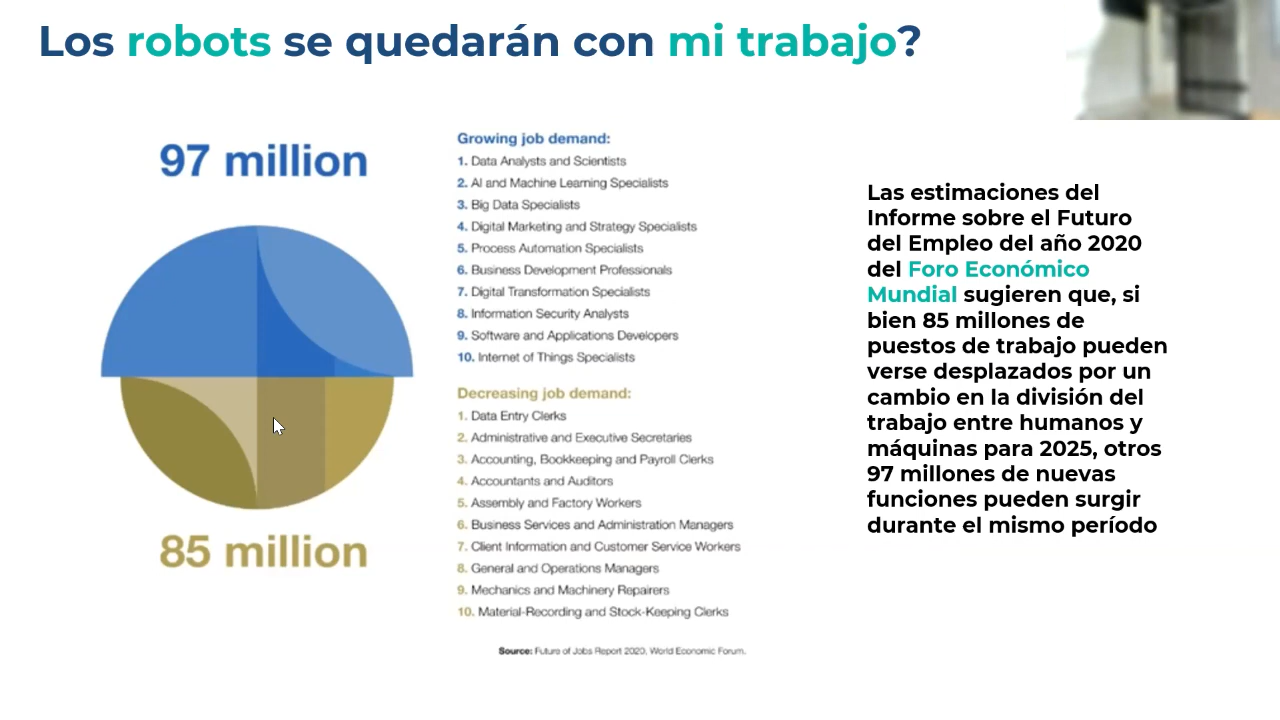 Los robots se quedarán con mi trabajo?
97 million
85 million
Growing job demand:
1. Data Analysts and Scientists
2. AI and Machine Learning Specialists
3. Big Data Specialists
4. Digital Marketing and Strategy Specialists
5. Process Automation Specialists
6. Business Development Professionals
7. Digital Transformation Specialists
8. Information Security Analysts
9. Software and Applications Developers
10. Internet of Things Specialists
Decreasing job demand:
1. Data Entry Clerks
2. Administrative and Executive Secretaries
3. Accounting, Bookkeeping and Payroll Clerks
4. Accountants and Auditors
5. Assembly and Factory Workers
6. Business Services and Administration Managers
7. Client Information and Customer Service Workers
8. General and Operations Managers
9. Mechanics and Machinery Repairers
10. Material-Recording and Stock-Keeping Clerks
Source: Future of Jobs Report 2020, World Economic Forum.
Las estimaciones del
Informe sobre el Futuro
del Empleo del año 2020
del Foro Económico
Mundial sugieren que, si
bien 85 millones de
puestos de trabajo pueden
verse desplazados por un
cambio en la división del
trabajo entre humanos y
máquinas para 2025, otros
97 millones de nuevas
funciones pueden surgir
durante el mismo período